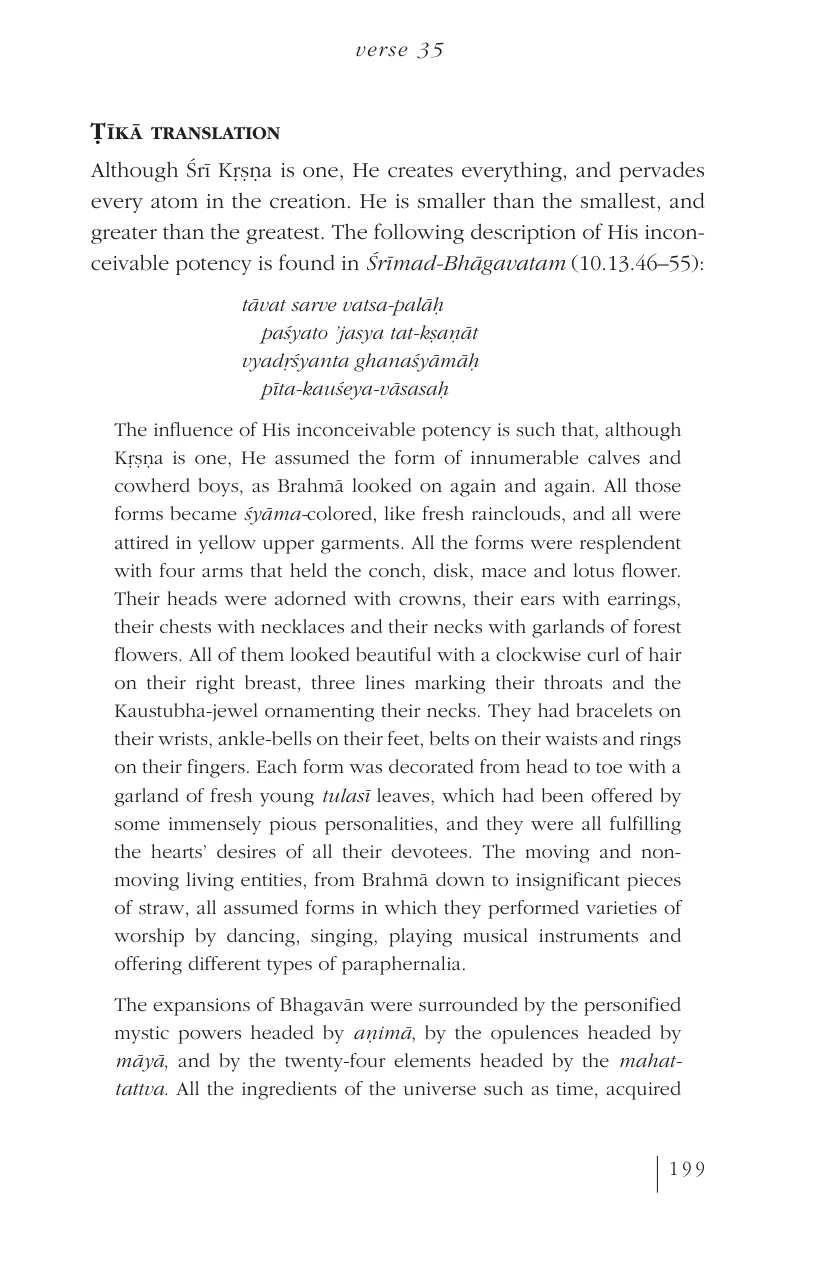 verse 35
Ṭīkā translation
Although Śrī Kṛṣṇa is one, He creates everything, and pervades
every atom in the creation. He is smaller than the smallest, and
greater than the greatest. The following description of His incon-
ceivable potency is found in Śrīmad-Bhāgavatam (10.13.46–55):
tāvat sarve vatsa-palāḥ
paśyato ’jasya tat-kṣaṇāt
vyadṛśyanta ghanaśyāmāḥ
pīta-kauśeya-vāsasaḥ
The influence of His inconceivable potency is such that, although
Kṛṣṇa is one, He assumed the form of innumerable calves and
cowherd boys, as Brahmā looked on again and again. All those
forms became śyāma-colored, like fresh rainclouds, and all were
attired in yellow upper garments. All the forms were resplendent
with four arms that held the conch, disk, mace and lotus flower.
Their heads were adorned with crowns, their ears with earrings,
their chests with necklaces and their necks with garlands of forest
flowers. All of them looked beautiful with a clockwise curl of hair
on their right breast, three lines marking their throats and the
Kaustubha-jewel ornamenting their necks. They had bracelets on
their wrists, ankle-bells on their feet, belts on their waists and rings
on their fingers. Each form was decorated from head to toe with a
garland of fresh young tulasī leaves, which had been offered by
some immensely pious personalities, and they were all fulfilling
the hearts’ desires of all their devotees. The moving and non-
moving living entities, from Brahmā down to insignificant pieces
of straw, all assumed forms in which they performed varieties of
worship by dancing, singing, playing musical instruments and
offering different types of paraphernalia.
The expansions of Bhagavān were surrounded by the personified
mystic powers headed by aṇimā, by the opulences headed by
māyā, and by the twenty-four elements headed by the mahat-
tattva. All the ingredients of the universe such as time, acquired
199